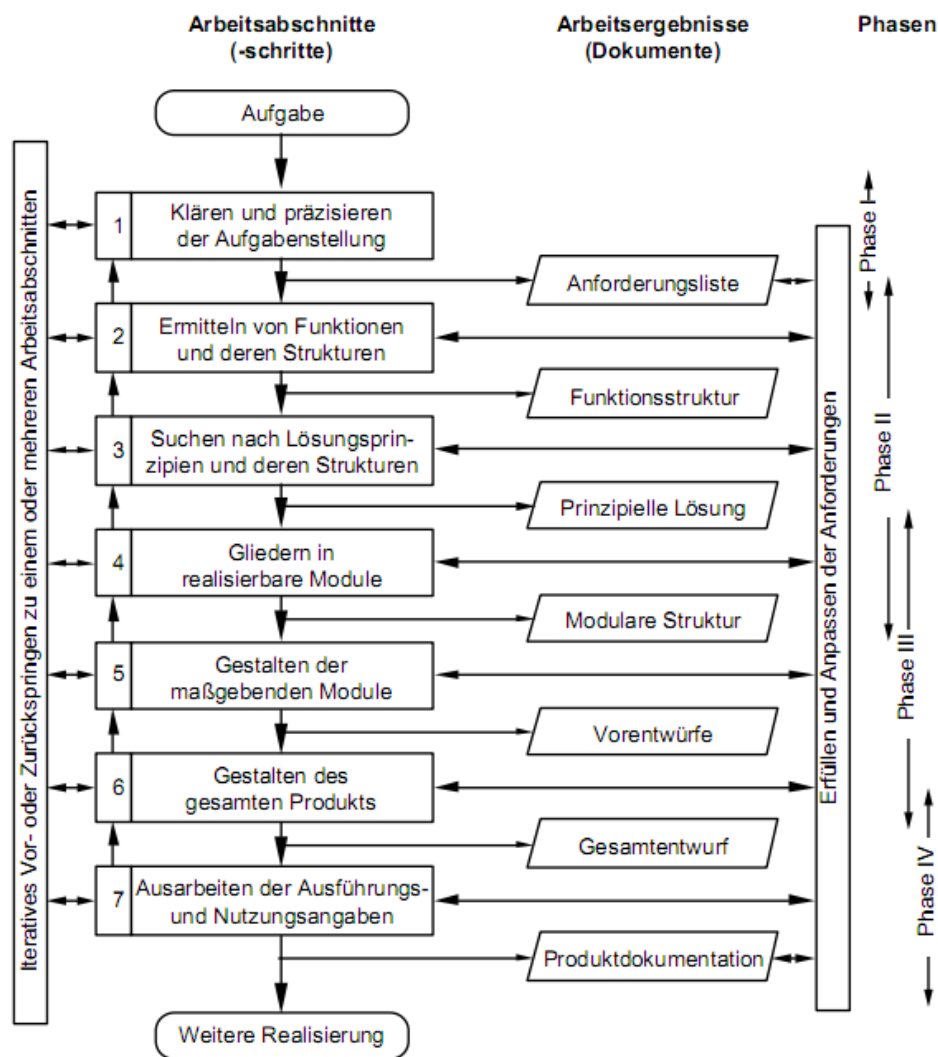 Arbeitsabschnitte
(-schritte)
Arbeitsergebnisse
(Dokumente)
Phasen
Aufgabe
Iteratives Vor- oder Zurückspringen zu einem oder mehreren Arbeitsabschnitten
1
Klären und präzisieren
der Aufgabenstellung
Anforderungsliste
2
Ermitteln von Funktionen
und deren Strukturen
Funktionsstruktur
3
Suchen nach Lösungsprin-
zipien und deren Strukturen
Prinzipielle Lösung
4
Gliedern in
realisierbare Module
Modulare Struktur
5
Gestalten der
maßgebenden Module
Vorentwürfe
6
Gestalten des
gesamten Produkts
Gesamtentwurf
7
Ausarbeiten der Ausführungs-
und Nutzungsangaben
Produktdokumentation
Weitere Realisierung
Erfüllen und Anpassen der Anforderungen
Phase I
Phase II
Phase III
Phase IV